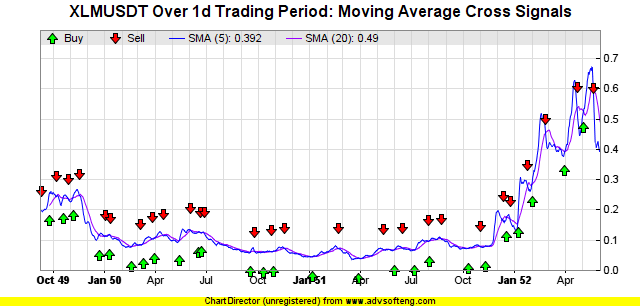 XLMUSDT Over 1d Trading Period: Moving Average Cross Signals
Buy Sell SMA (5): 0.392 SMA (20): 0.49
0.7
0.6
0.5
0.4
0.3
0.2
0.1
0.0
Oct 49 Jan 50 Apr Jul Oct Jan 51 Apr Jul Oct Jan 52 Apr
ChartDirector (unregistered) from www.advsofteng.com